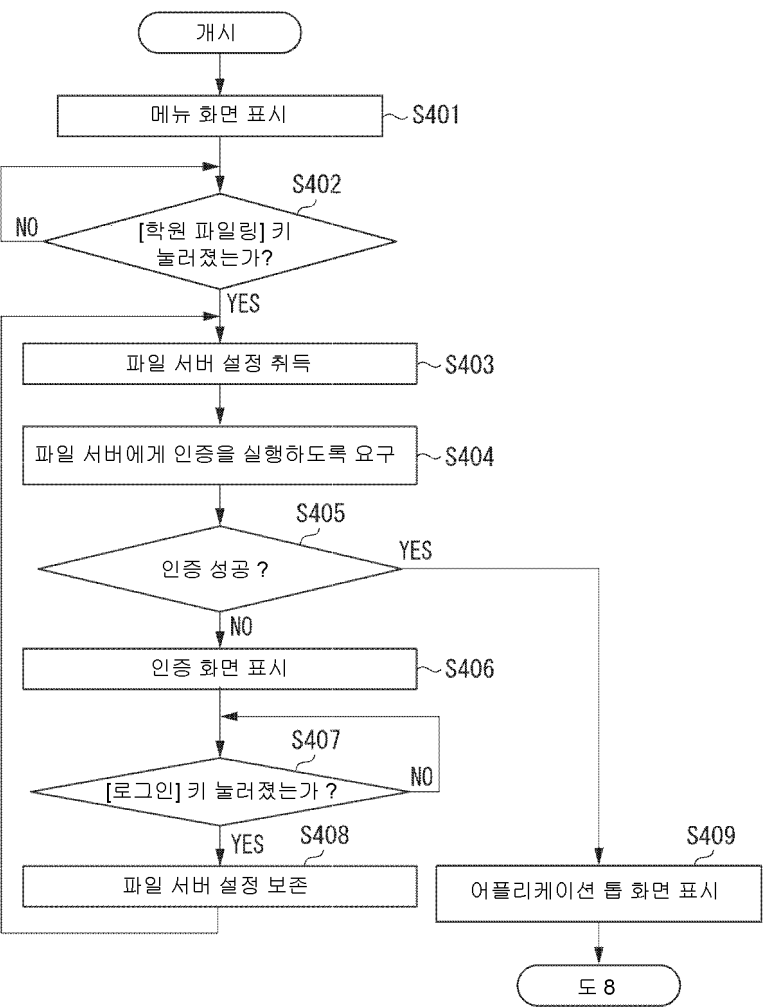 개시
메뉴 화면 표시
S401
S402
NO
[학원 파일링] 키
눌러졌는가?
YES
파일 서버 설정 취득
S403
파일 서버에게 인증을 실행하도록 요구
S404
S405
인증 성공 ?
YES
NO
인증 화면 표시
S406
S407
[로그인] 키 눌러졌는가 ?
NO
YES
S408
파일 서버 설정 보존
S409
어플리케이션 톱 화면 표시
도 8